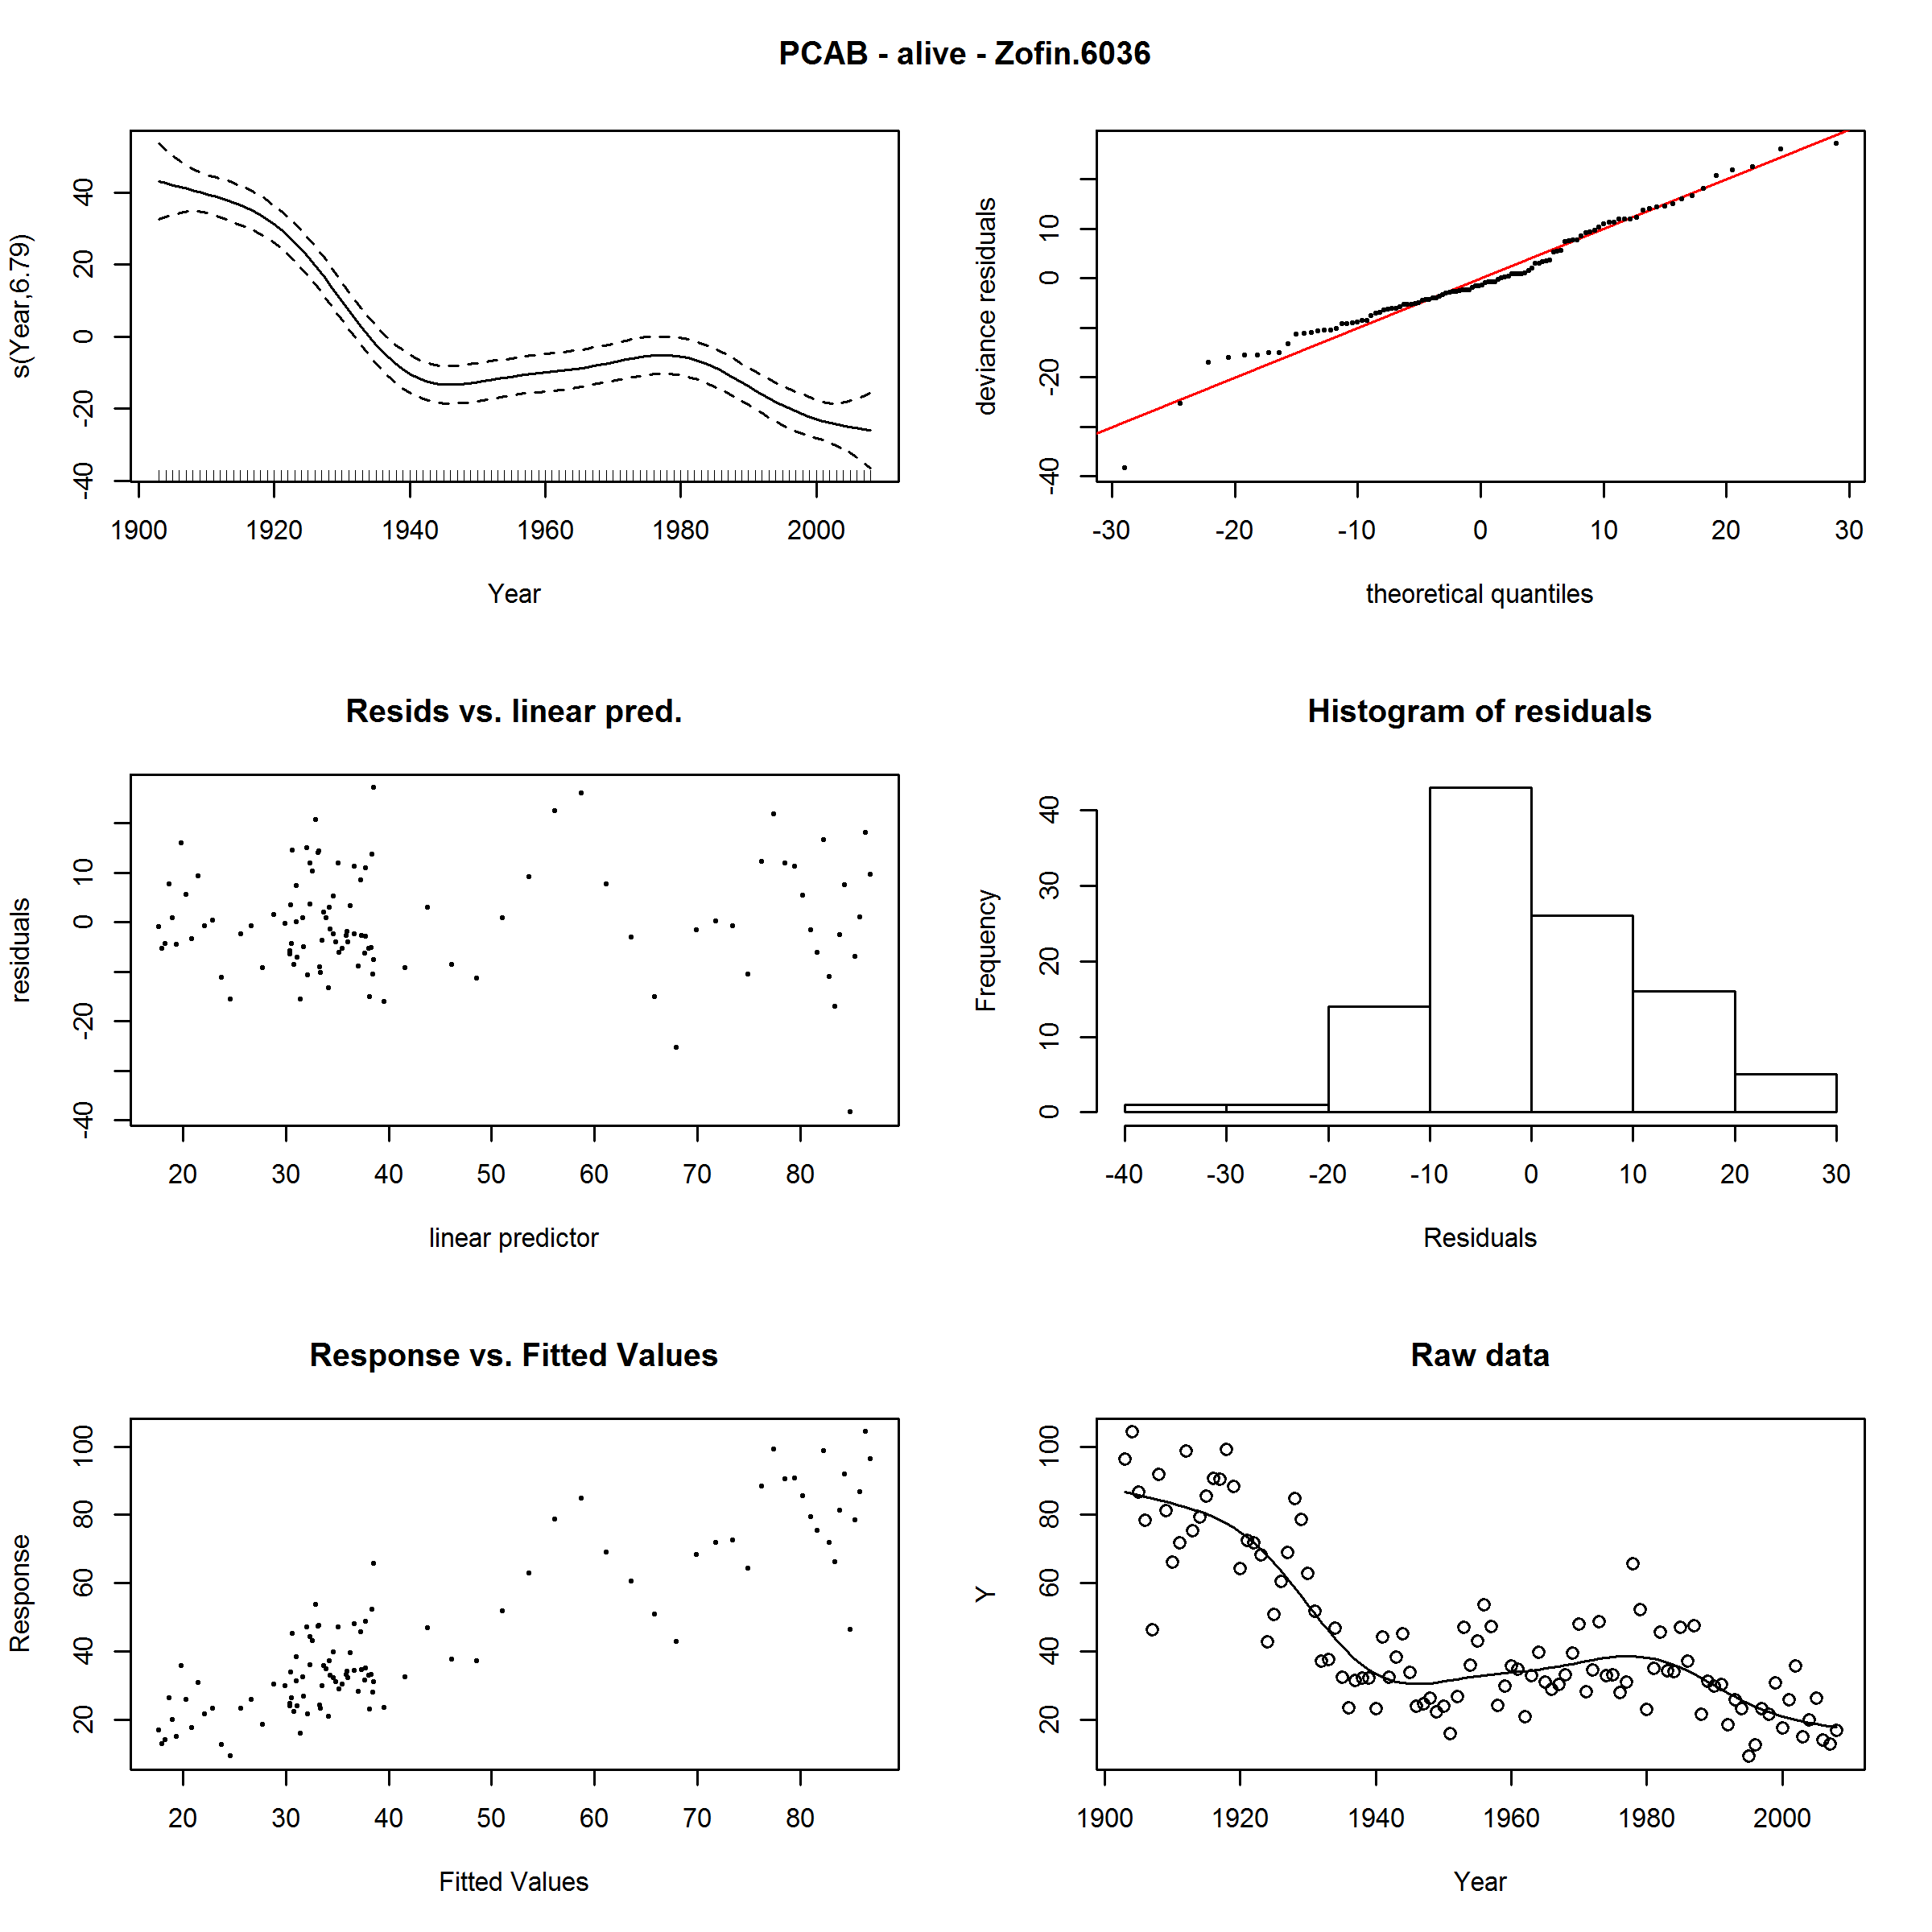 PCAB - alive - Zofin.6036
s(Year,6.79)
-40 -20 0 20 40
1900 1920 1940 1960 1980 2000
Year
deviance residuals
-40 -20 0 10
-30 -20 -10 0 10 20 30
theoretical quantiles
Resids vs. linear pred.
residuals
-40 -20 0 10
20 30 40 50 60 70 80
linear predictor
Histogram of residuals
Frequency
0 10 20 30 40
-40 -30 -20 -10 0 10 20 30
Residuals
Response vs. Fitted Values
Response
20 40 60 80 100
20 30 40 50 60 70 80
Fitted Values
Raw data
Y
20 40 60 80 100
1900 1920 1940 1960 1980 2000
Year